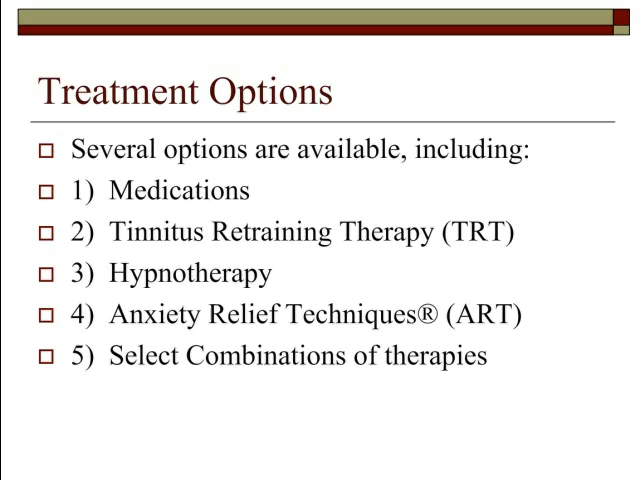 Treatment Options
Several options are available, including:
1) Medications
2) Tinnitus Retraining Therapy (TRT)
3) Hypnotherapy
4) Anxiety Relief Techniques® (ART)
5) Select Combinations of therapies